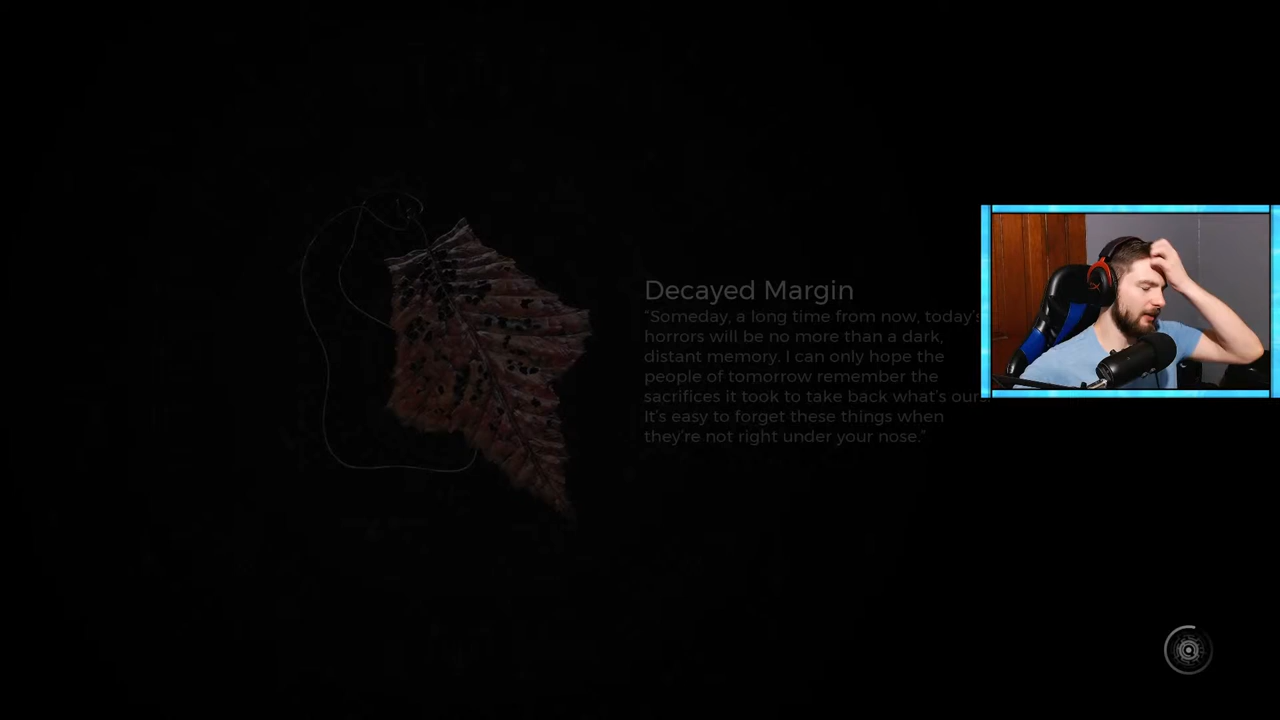 Decayed Margin
“Someday, a long time from now, today’s
horrors will be no more than a dark,
distant memory. I can only hope the
people of tomorrow remember the
sacrifices it took to take back what’s ours.
It’s easy to forget these things when
they’re not right under your nose.”